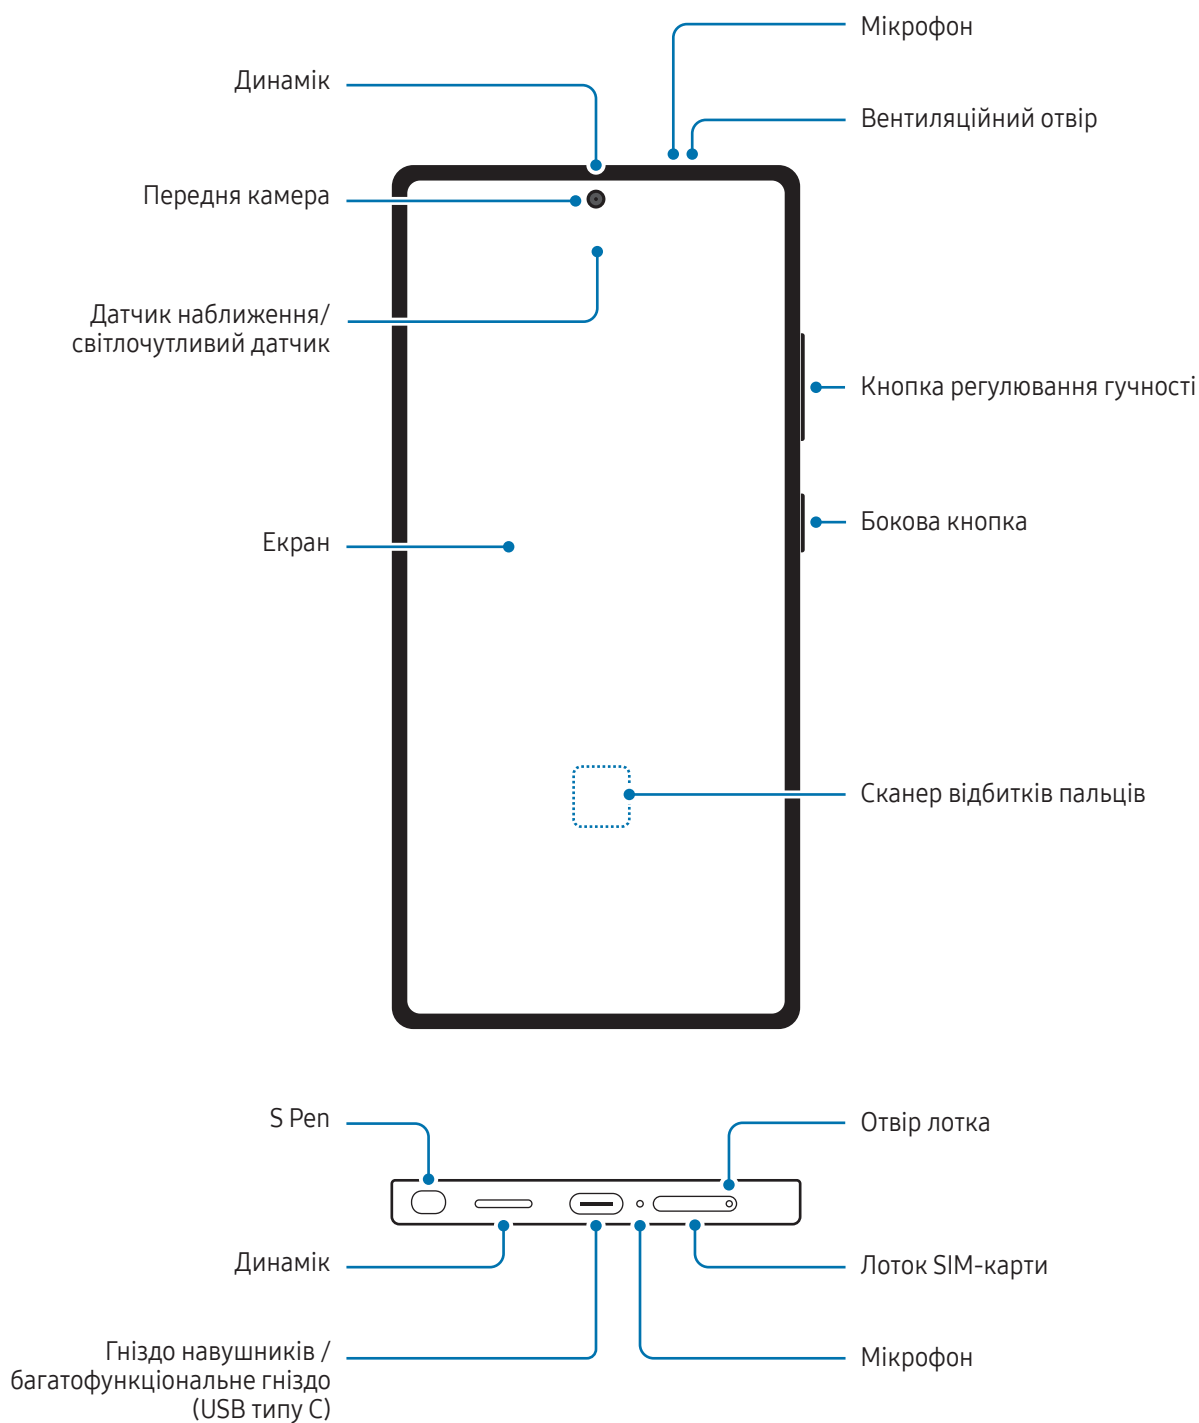 Мікрофон
Динамік
Вентиляційний отвір
Передня камера
Датчик наближення/
світлочутливий датчик
Кнопка регулювання гучності
Бокова кнопка
Екран
Сканер відбитків пальців
S Pen
Отвір лотка
Динамік
Лоток SIM-карти
Гніздо навушників /
багатофункціональне гніздо
(USB типу C)
Мікрофон